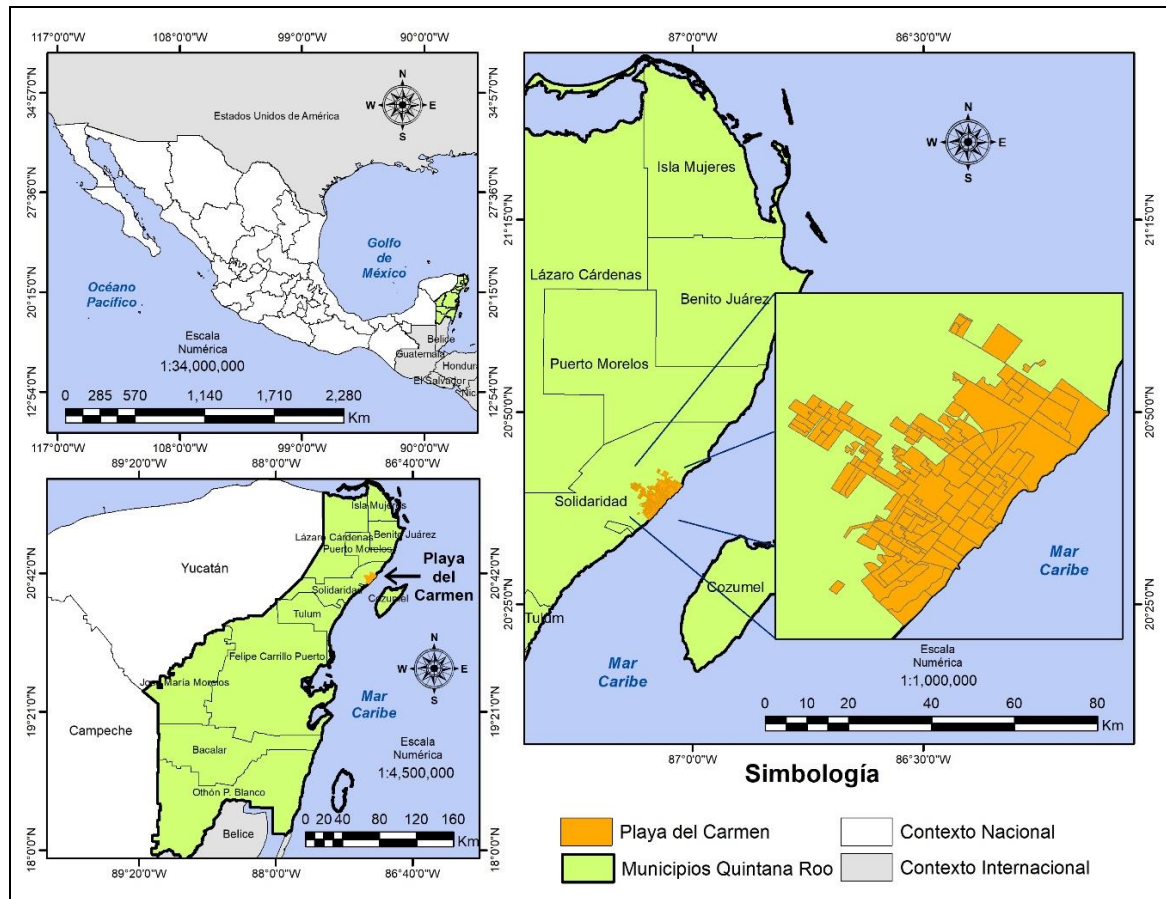 117°0'0"W 108°0'0"W 99°0'0"W 90°0'0"W
34°57'0"N
27°36'0"N
20°15'0"N
12°54'0"N
34°57'0"N
27°36'0"N
20°15'0"N
12°54'0"N
N
W E
S
Estados Unidos de América
Golfo
de
México
Océano
Pacífico
Belice
Guatemala
Hondura
El Salvador
Nic
Escala
Numérica
1:34,000,000
0 285 570 1,140 1,710 2,280
Km
117°0'0"W 108°0'0"W 99°0'0"W 90°0'0"W
89°20'0"W 88°0'0"W 86°40'0"W
20°42'0"N
19°21'0"N
18°0'0"N
20°42'0"N
19°21'0"N
18°0'0"N
Isla Mujeres
Benito Juárez
Lázaro Cárdenas
Puerto Morelos
Playa
del
Carmen
Yucatán
Solidaridad
Cozumel
Tulum
N
W E
S
Felipe Carrillo Puerto
José María Morelos
Mar
Caribe
Campeche
Bacalar
Escala
Numérica
1:4,500,000
Othón P. Blanco
Belice
0 20 40 80 120 160
Km
89°20'0"W 88°0'0"W 86°40'0"W
87°0'0"W 86°30'0"W
21°15'0"N
20°50'0"N
20°25'0"N
21°15'0"N
20°50'0"N
20°25'0"N
N
W E
S
Isla Mujeres
Lázaro Cárdenas
Benito Juárez
Puerto Morelos
Solidaridad
Mar
Caribe
Cozumel
Tulum
Mar
Caribe
Escala
Numérica
1:1,000,000
0 10 20 40 60 80
Km
87°0'0"W 86°30'0"W
Simbología
Playa del Carmen
Contexto Nacional
Municipios Quintana Roo
Contexto Internacional